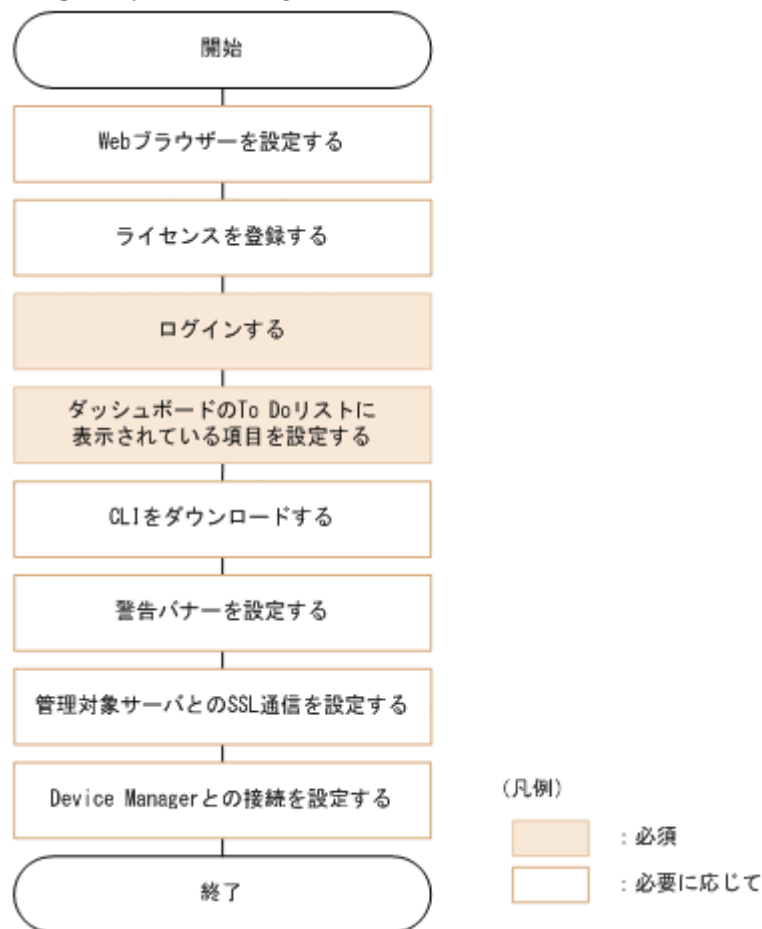 開始
Webブラウザーを設定する
ライセンスを登録する
ログインする
ダッシュボードのTo Doリストに
表示されている項目を設定する
CLIをダウンロードする
警告バナーを設定する
管理対象サーバとのSSL通信を設定する
Device Managerとの接続を設定する
終了
(凡例)
:必須
:必要に応じて